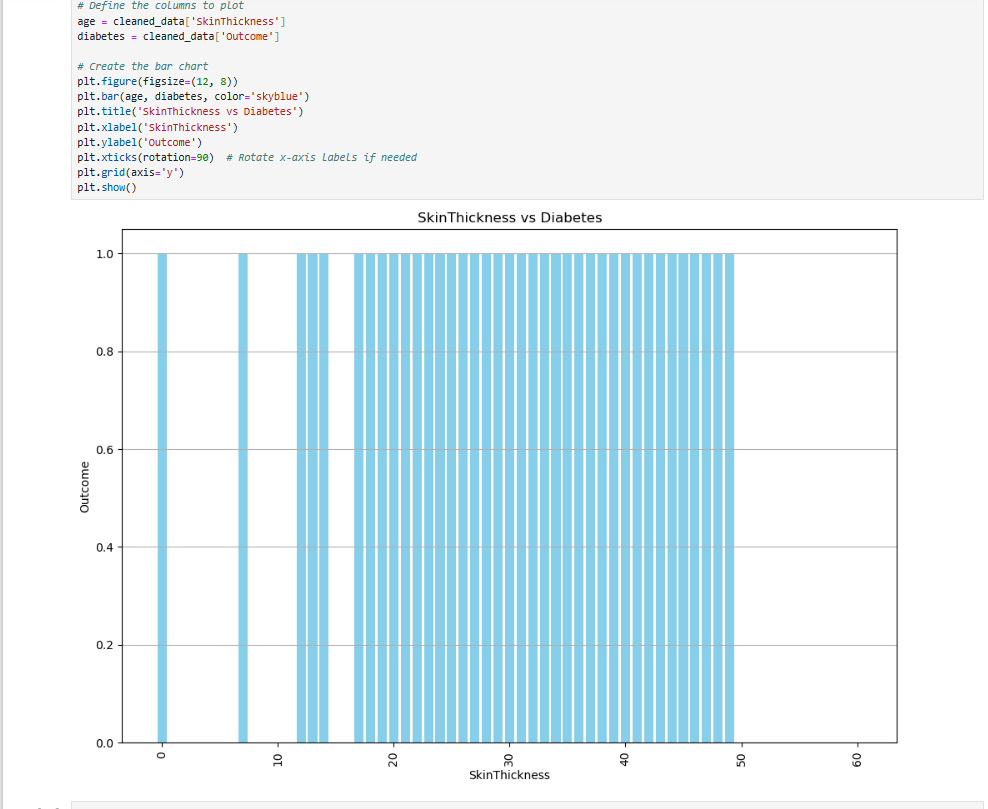 # Define the columns to plot
age = cleaned_data['SkinThickness']
diabetes = cleaned_data['Outcome']
# Create the bar chart
plt.figure(figsize=(12, 8))
plt.bar(age, diabetes, color='skyblue')
plt.title('SkinThickness vs Diabetes')
plt.xlabel('SkinThickness')
plt.ylabel('Outcome')
plt.xticks(rotation=90)  # Rotate x-axis labels if needed
plt.grid(axis='y')
plt.show()
SkinThickness vs Diabetes
1.0
0.8
0.6
0.4
0.2
0.0
Outcome
0 10 20 30 40 50 60
SkinThickness